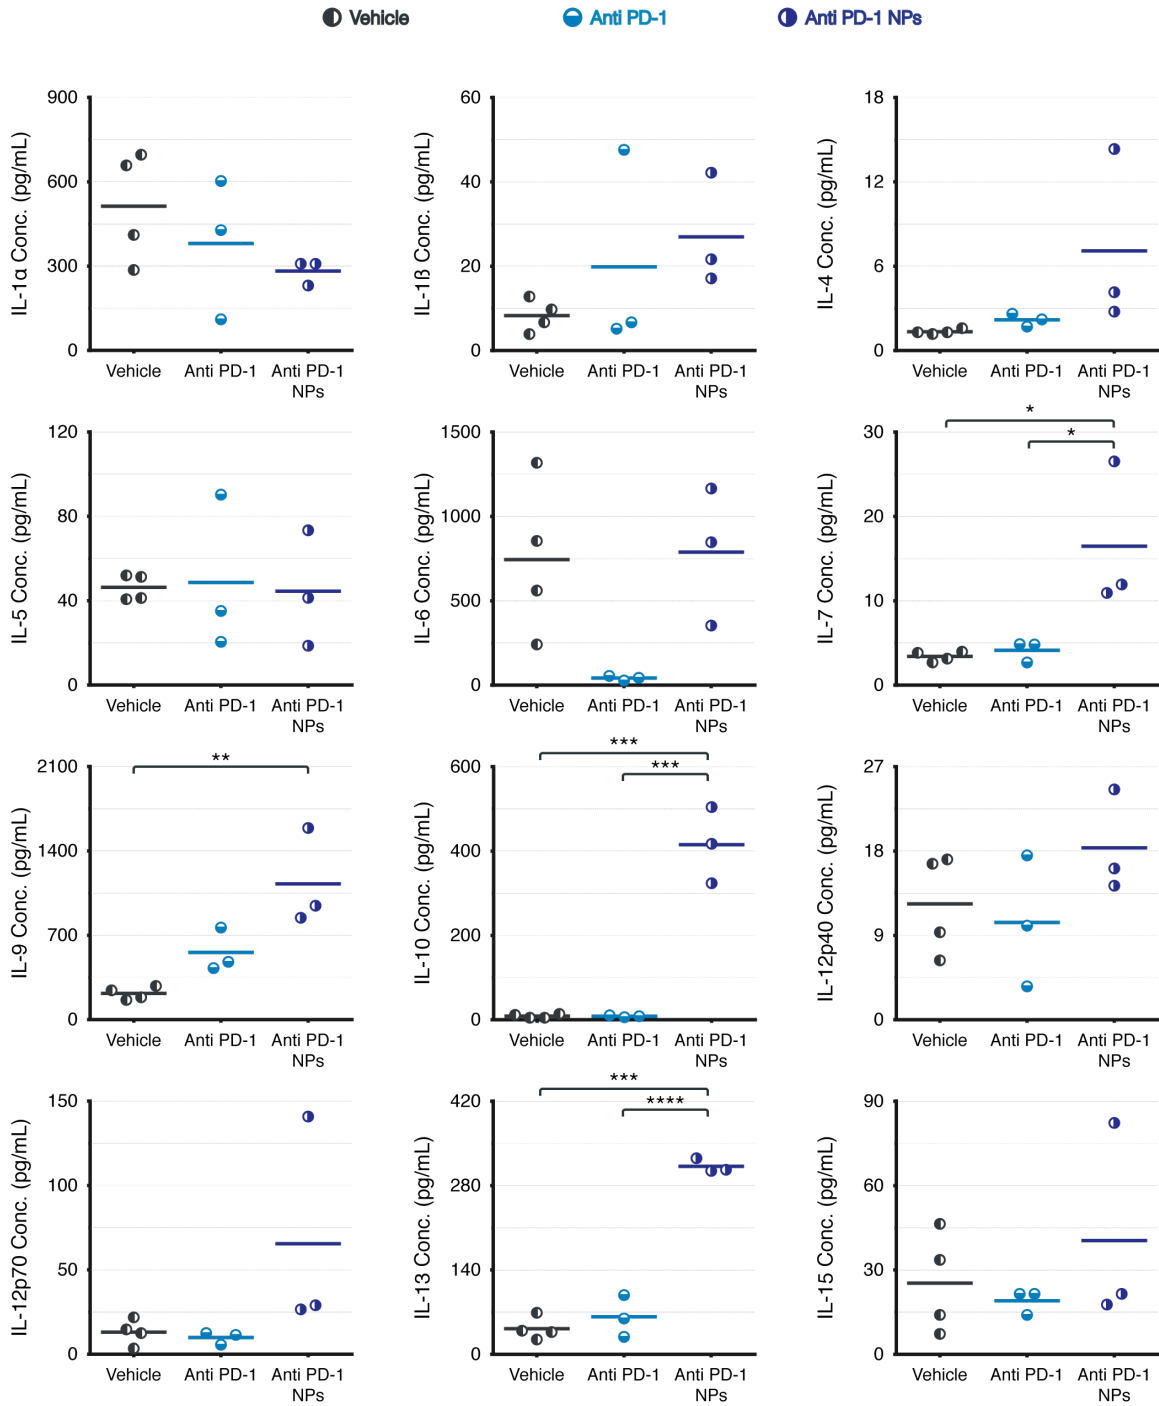 Vehicle Anti PD-1 Anti PD-1 NPs
IL-1α Conc. (pg/mL)
900
600
300
0
Vehicle Anti PD-1 Anti PD-1
NPs
IL-1ß Conc. (pg/mL)
60
40
20
0
Vehicle Anti PD-1 Anti PD-1
NPs
IL-4 Conc. (pg/mL)
18
12
6
0
Vehicle Anti PD-1 Anti PD-1
NPs
IL-5 Conc. (pg/mL)
120
80
40
0
Vehicle Anti PD-1 Anti PD-1
NPs
IL-6 Conc. (pg/mL)
1500
1000
500
0
Vehicle Anti PD-1 Anti PD-1
NPs
*
*
IL-7 Conc. (pg/mL)
30
20
10
0
Vehicle Anti PD-1 Anti PD-1
NPs
**
IL-9 Conc. (pg/mL)
2100
1400
700
0
Vehicle Anti PD-1 Anti PD-1
NPs
***
***
IL-10 Conc. (pg/mL)
600
400
200
0
Vehicle Anti PD-1 Anti PD-1
NPs
IL-12p40 Conc. (pg/mL)
27
18
9
0
Vehicle Anti PD-1 Anti PD-1
NPs
IL-12p70 Conc. (pg/mL)
150
100
50
0
Vehicle Anti PD-1 Anti PD-1
NPs
***
****
IL-13 Conc. (pg/mL)
420
280
140
0
Vehicle Anti PD-1 Anti PD-1
NPs
IL-15 Conc. (pg/mL)
90
60
30
0
Vehicle Anti PD-1 Anti PD-1
NPs